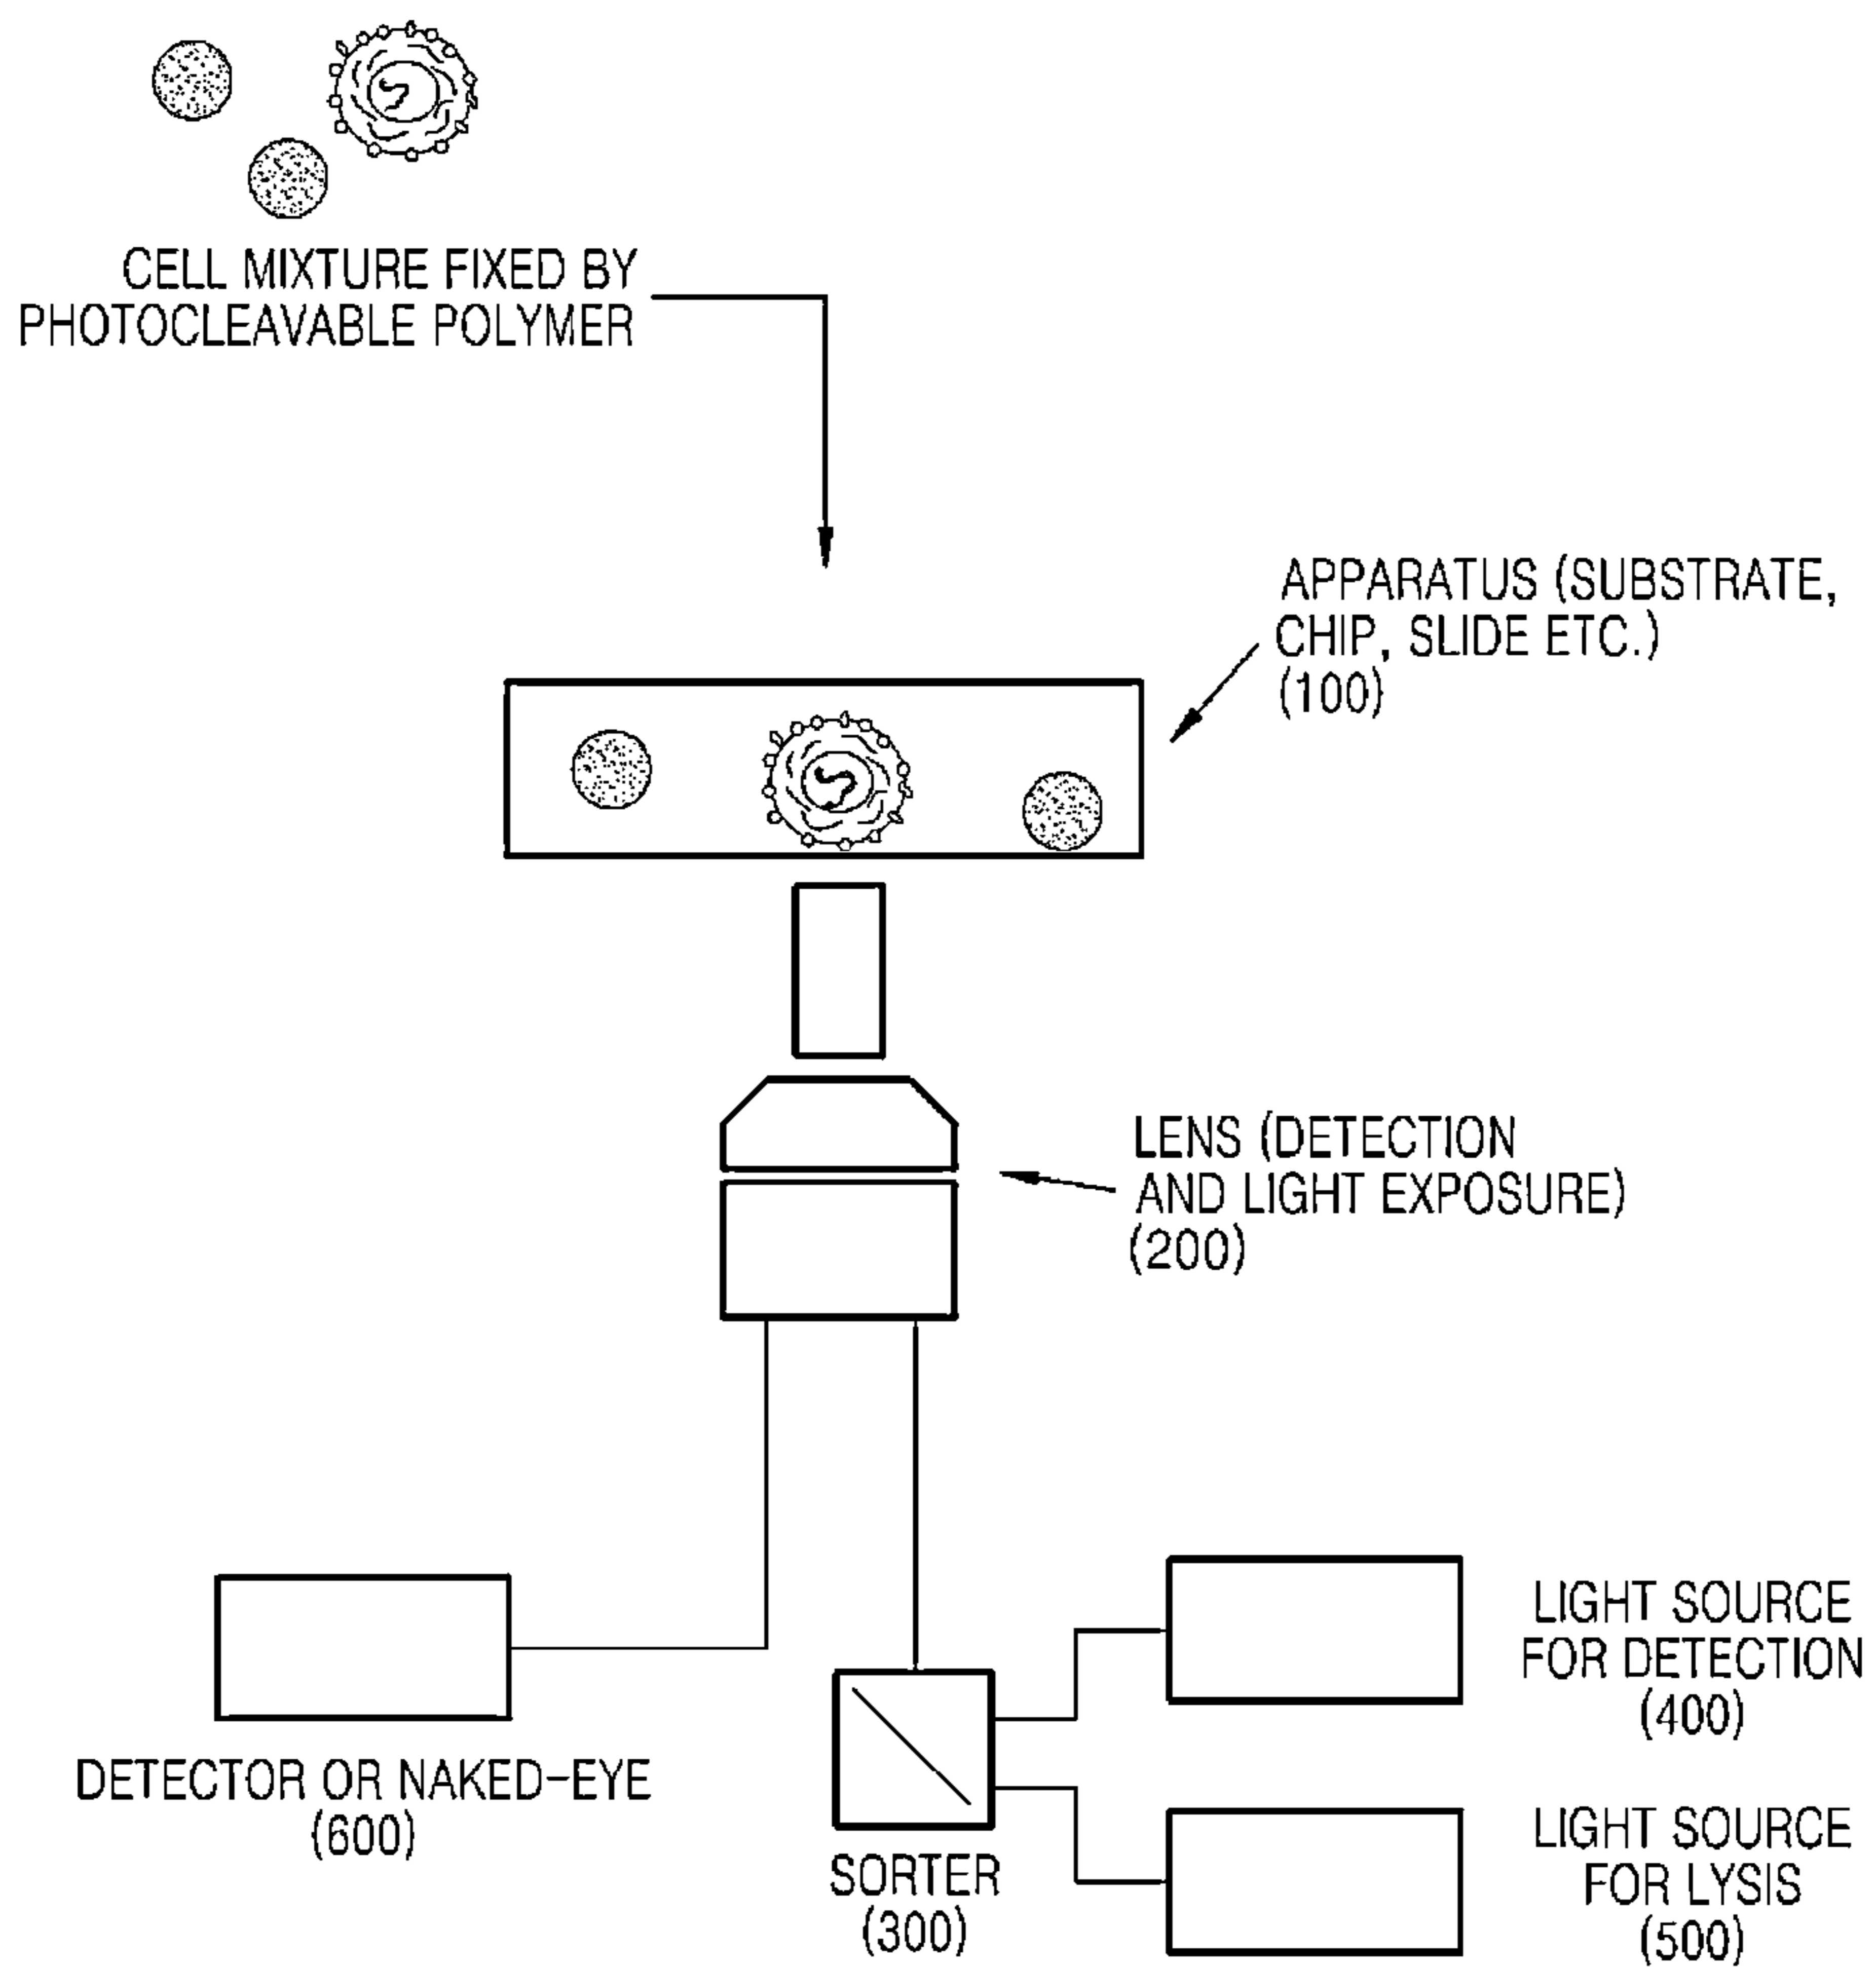 CELL MIXTURE FIXED BY
PHOTOCLEAVABLE POLYMER
APPARATUS (SUBSTRATE,
CHIP, SLIDE ETC.)
(100)
LENS (DETECTION
AND LIGHT EXPOSURE)
(200)
LIGHT SOURCE
FOR DETECTION
(400)
DETECTOR OR NAKED-EYE
(600)
SORTER
(300)
LIGHT SOURCE
FOR LYSIS
(500)